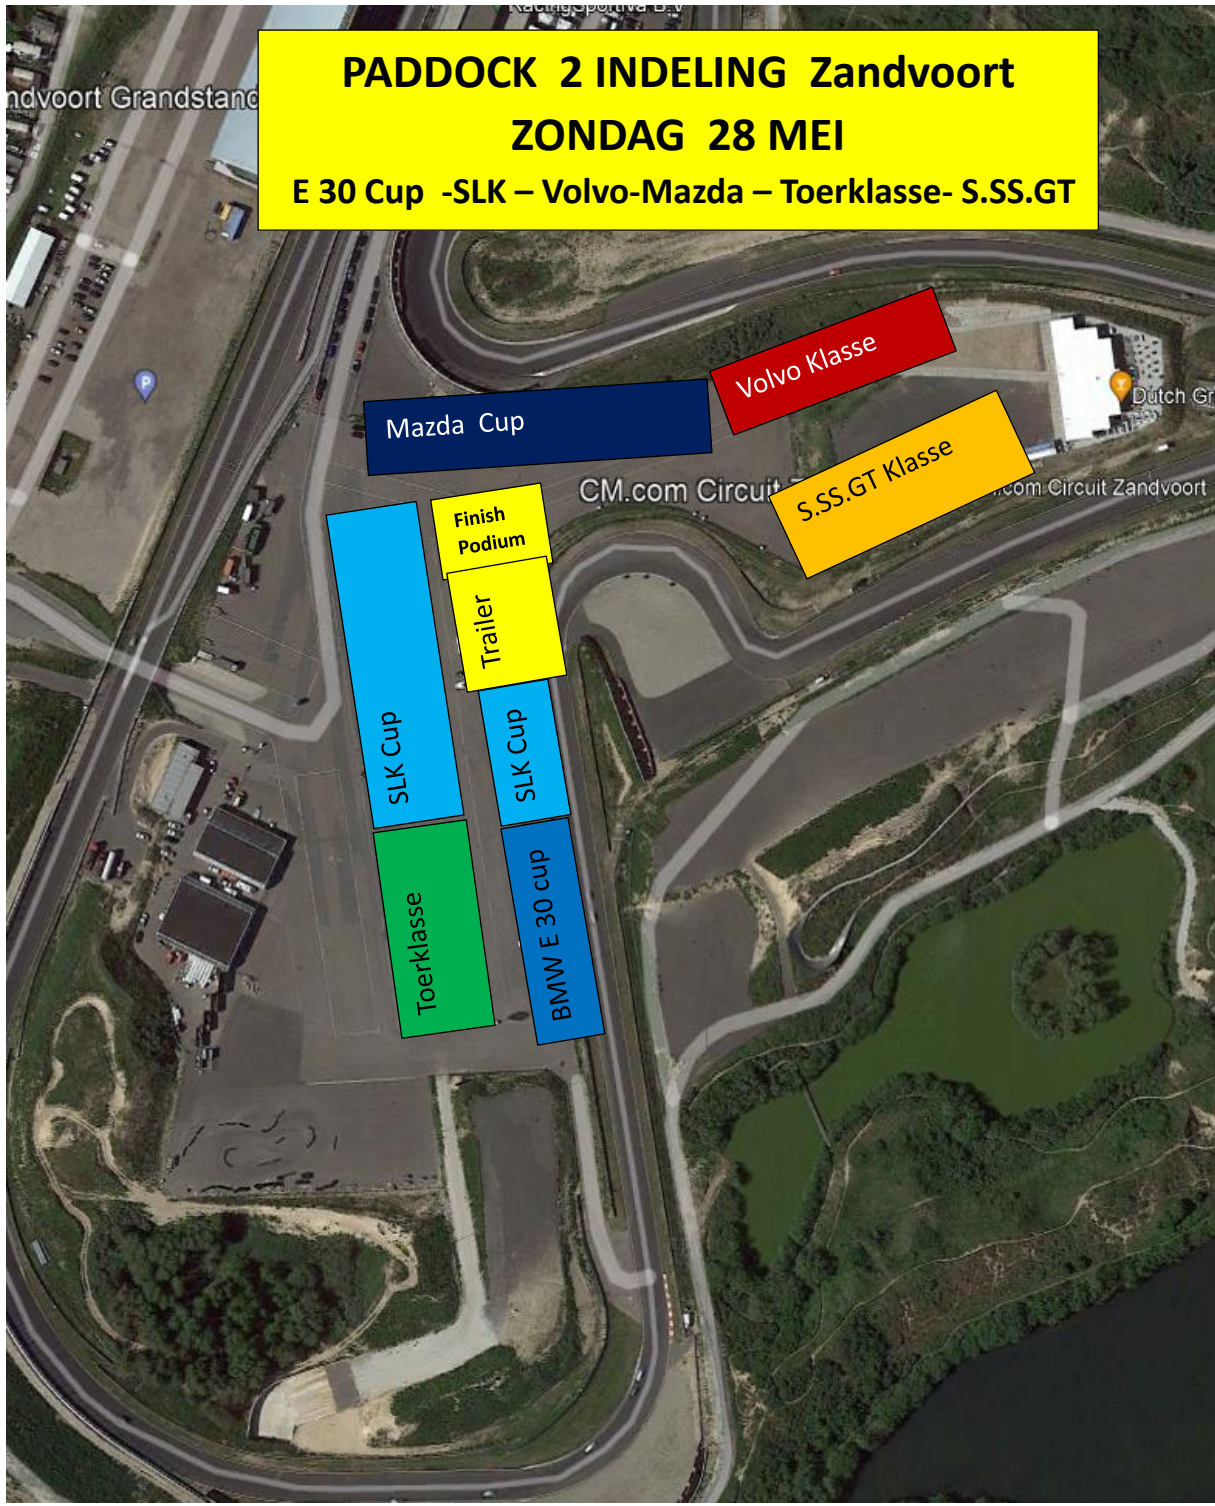 RacingSportiva B.V
PADDOCK 2 INDELING Zandvoort
ZONDAG 28 MEI
E 30 Cup -SLK – Volvo-Mazda – Toerklasse- S.SS.GT
ndvoort Grandstand
P
Volvo Klasse
Mazda Cup
Dutch Gr
S.SS.GT Klasse
CM.com Circuit Z
.com Circuit Zandvoort
Finish
Podium
Trailer
SLK Cup
SLK Cup
Toerklasse
BMW E 30 cup